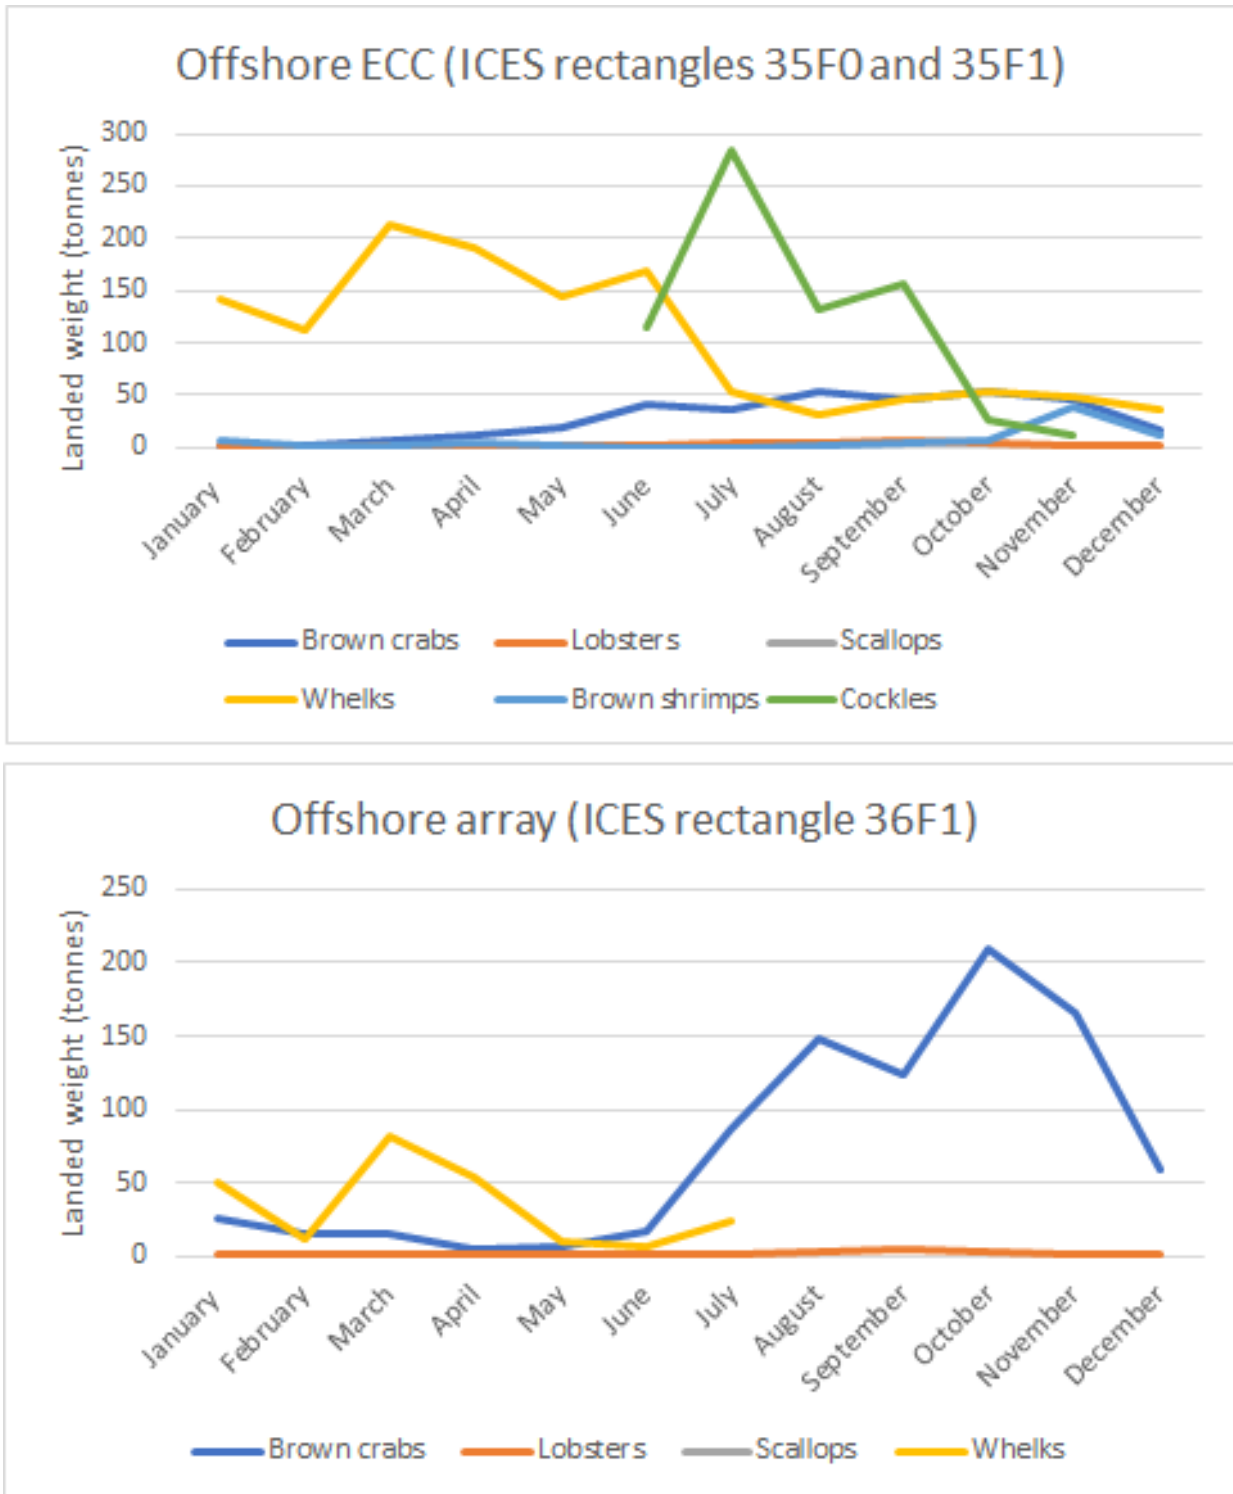 Offshore ECC (ICES rectangles 35F0 and 35F1)
Landed weight (tonnes)
300
250
200
150
100
50
0
January
February
March
April
May
June
July
August
September
October
November
December
Brown crabs
Lobsters
Scallops
Whelks
Brown shrimps
Cockles
Offshore array (ICES rectangle 36F1)
Landed weight (tonnes)
250
200
150
100
50
0
January
February
March
April
May
June
July
August
September
October
November
December
Brown crabs
Lobsters
Scallops
Whelks